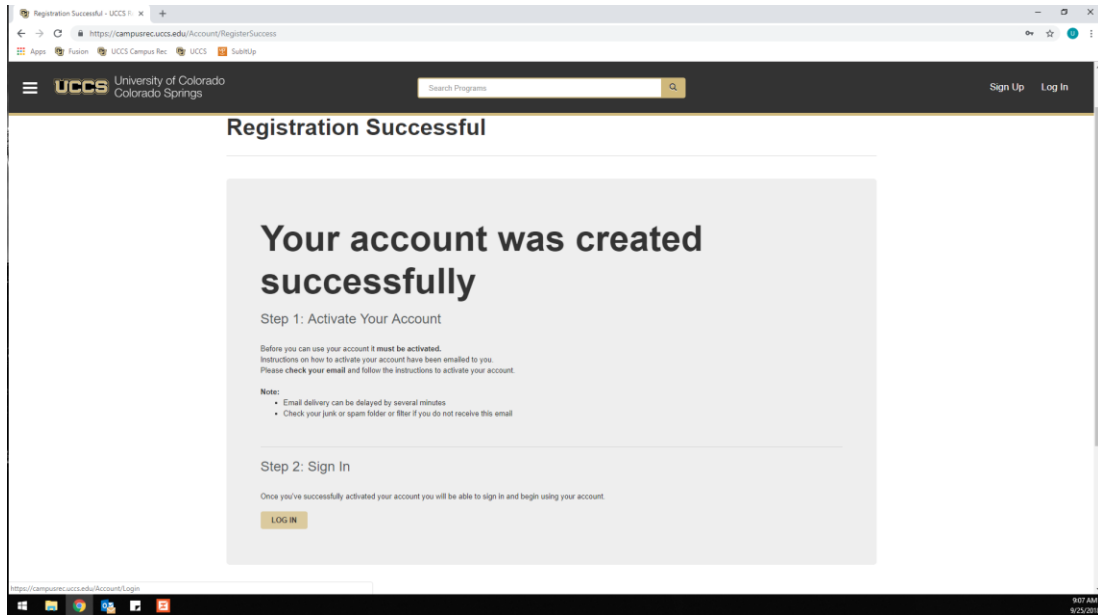 Registration Successful - UCCS R
https://campusrec.uccs.edu/Account/RegisterSuccess
Apps Fusion UCCS Campus Rec UCCS SubItUp
UCCS University of Colorado
Colorado Springs
Search Programs
Sign Up Log In
Registration Successful
Your account was created
successfully
Step 1: Activate Your Account
Before you can use your account it must be activated.
Instructions on how to activate your account have been emailed to you.
Please check your email and follow the instructions to activate your account.
Note:
• Email delivery can be delayed by several minutes
• Check your junk or spam folder or filter if you do not receive this email
Step 2: Sign In
Once you've successfully activated your account you will be able to sign in and begin using your account.
LOG IN
https://campusrec.uccs.edu/Account/Login
9:07 AM